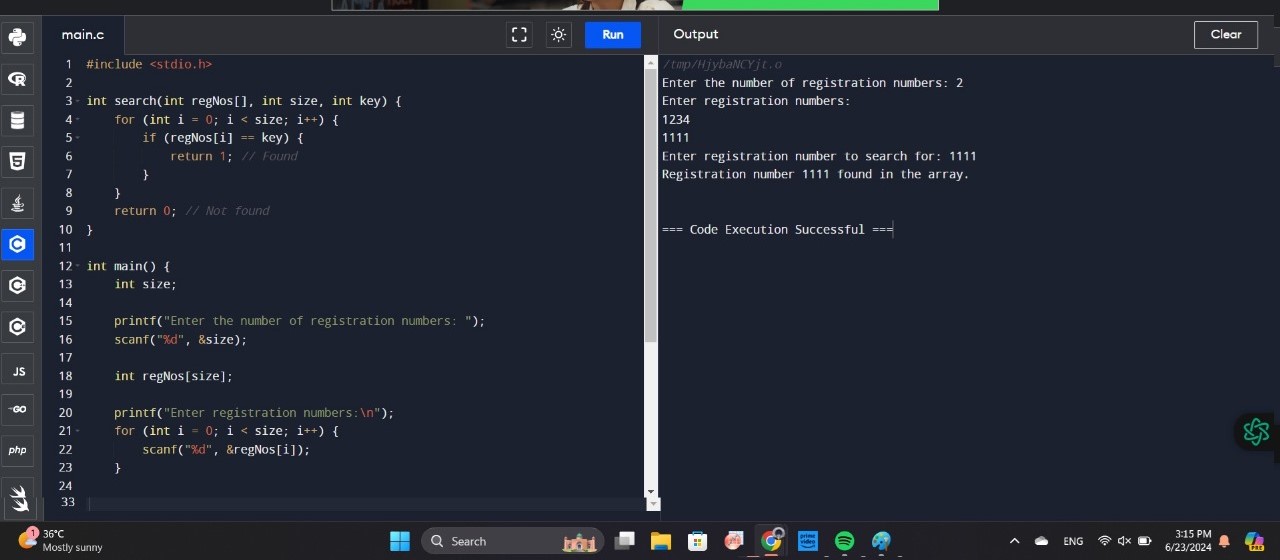 main.c
Run
Output
Clear
1 #include <stdio.h>
2
3 int search(int regNos[], int size, int key) {
4     for (int i = 0; i < size; i++) {
5         if (regNos[i] == key) {
6             return 1; // Found
7         }
8     }
9     return 0; // Not found
10 }
11
12 int main() {
13     int size;
14
15     printf("Enter the number of registration numbers: ");
16     scanf("%d", &size);
17
18     int regNos[size];
19
20     printf("Enter registration numbers:\n");
21     for (int i = 0; i < size; i++) {
22         scanf("%d", &regNos[i]);
23     }
24
33
/tmp/HjybaNCYjt.o
Enter the number of registration numbers: 2
Enter registration numbers:
1234
1111
Enter registration number to search for: 1111
Registration number 1111 found in the array.
=== Code Execution Successful ===
JS
GO
php
1
36°C
Mostly sunny
Search
prime video
ENG
3:15 PM
6/23/2024
PRE